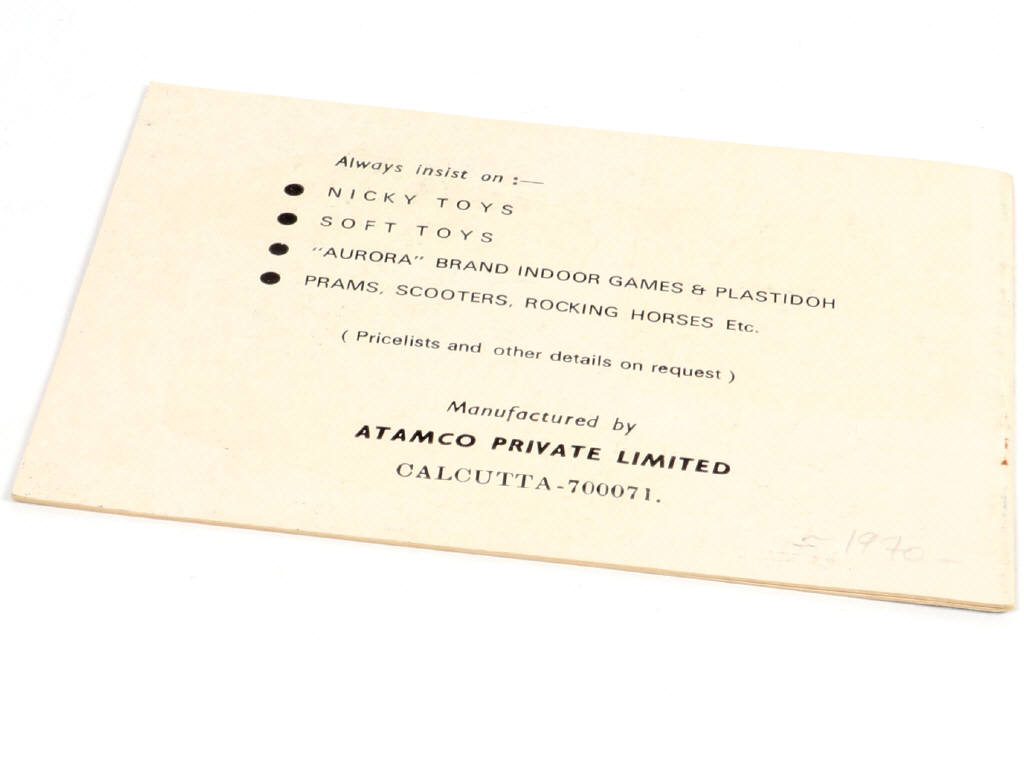 Always insist on :—
● NICKY TOYS
● SOFT TOYS
● "AURORA" BRAND INDOOR GAMES & PLASTIDOH
● PRAMS, SCOOTERS, ROCKING HORSES Etc.
( Pricelists and other details on request )
Manufactured by
ATAMCO PRIVATE LIMITED
CALCUTTA-700071.
1970 –